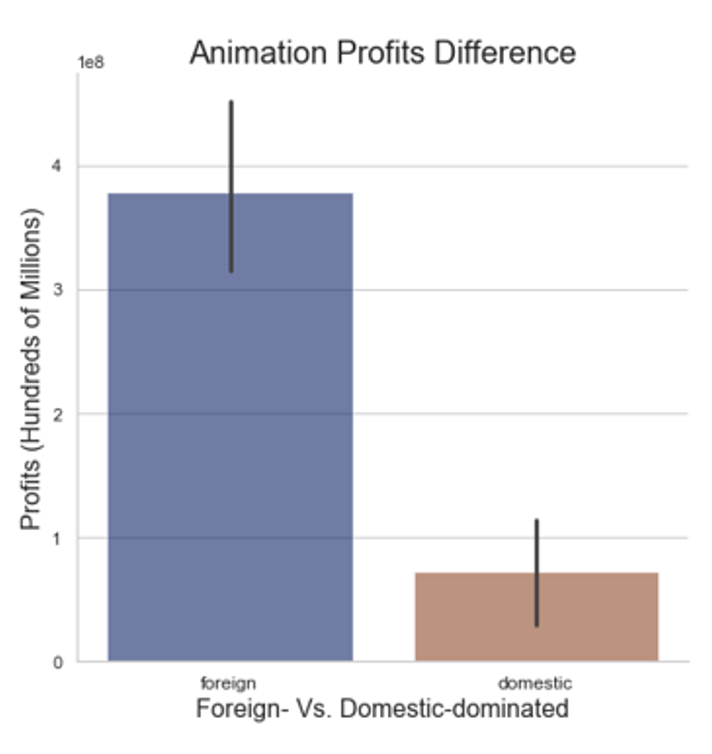 Animation Profits Difference
1e8
4
3
2
1
0
Profits (Hundreds of Millions)
foreign
domestic
Foreign- Vs. Domestic-dominated